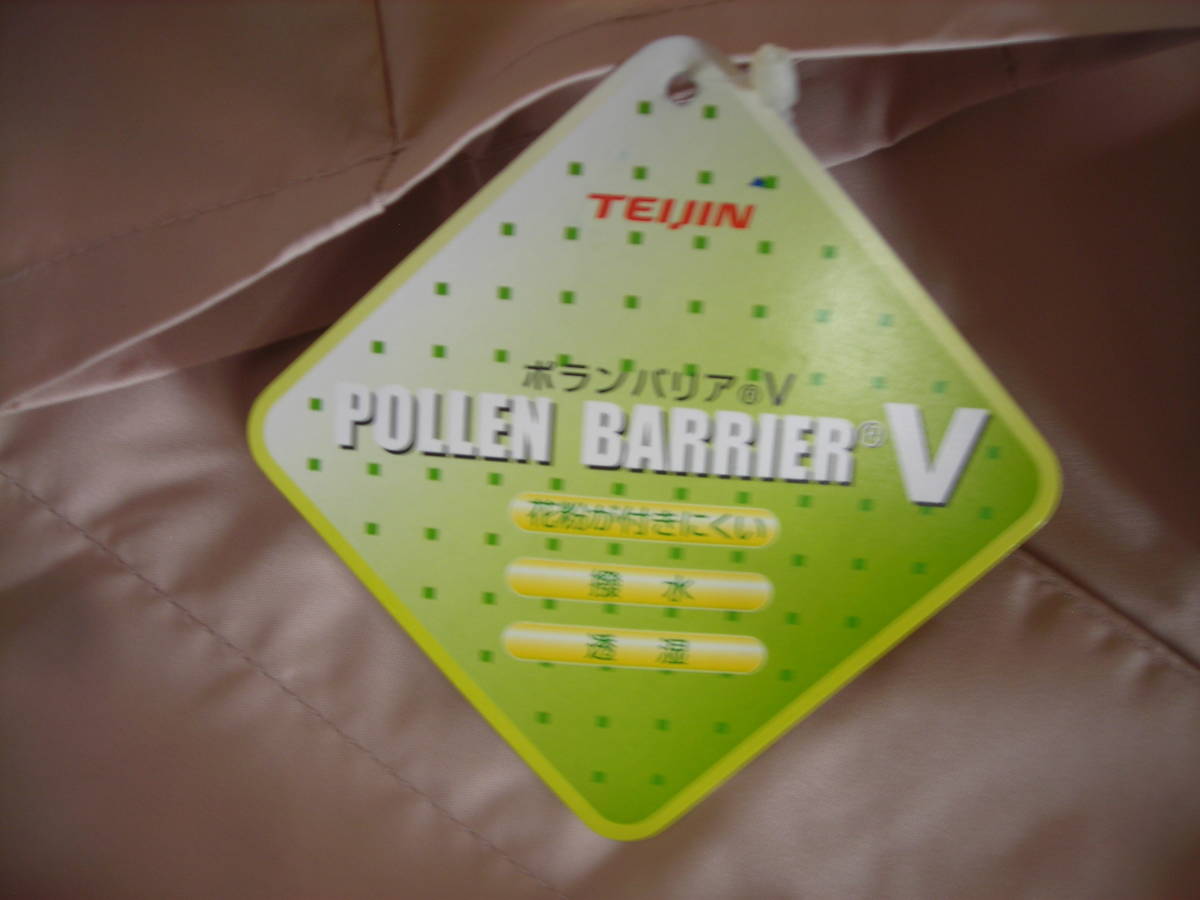 TEIJIN
ポランバリア®V
POLLEN BARRIER®V
花粉が付きにくい
撥 水
透 湿